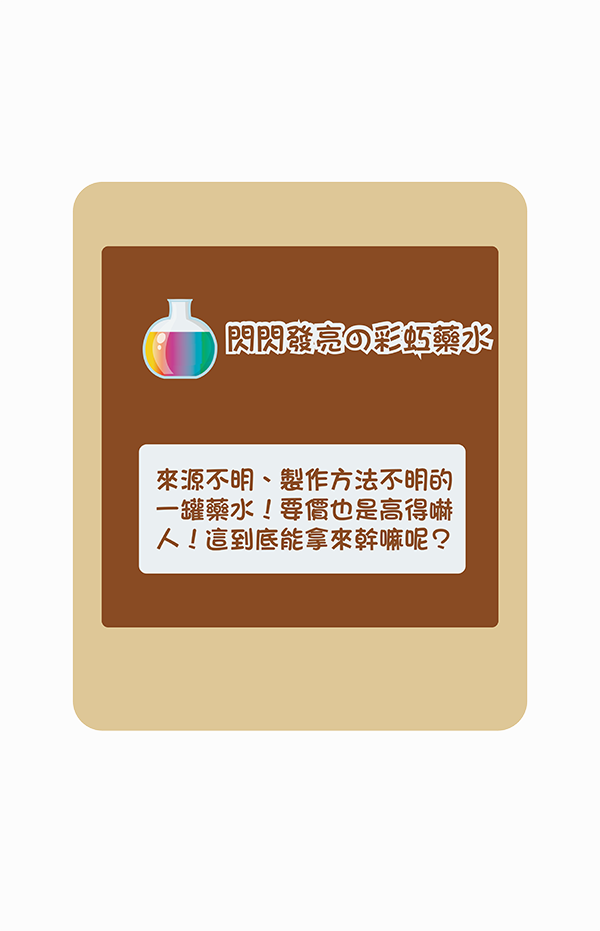 閃閃發亮の彩虹藥水
來源不明、製作方法不明的
一罐藥水！要價也是高得嚇
人！這到底能拿來幹嘛呢？